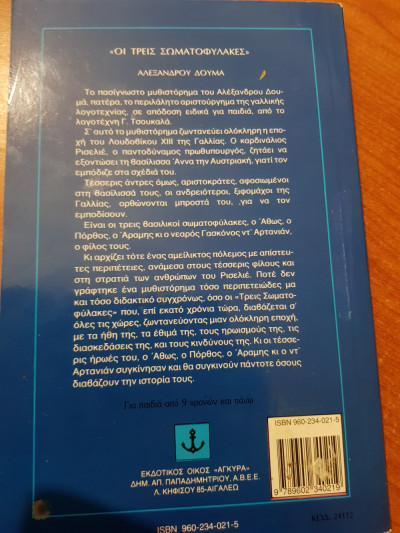 «ΟΙ ΤΡΕΙΣ ΣΩΜΑΤΟΦΥΛΑΚΕΣ»
ΑΛΕΞΑΝΔΡΟΥ ΔΟΥΜΑ
Το πασίγνωστο μυθιστόρημα του Αλέξανδρου Δου-
μά, πατέρα, το περιλάλητο αριστούργημα της γαλλικής
λογοτεχνίας, σε απόδοση ειδικά για παιδιά, από το
λογοτέχνη Γ. Τσουκαλά.
Σ' αυτό το μυθιστόρημα ζωντανεύει ολόκληρη η επο-
χή του Λουδοβίκου XIII της Γαλλίας. Ο καρδινάλιος
Ρισελιέ, ο παντοδύναμος πρωθυπουργός, ζητάει να
εξοντώσει τη βασίλισσα Άννα την Αυστριακή, γιατί τον
εμπόδιζε στα σχέδιά του.
Τέσσερις άντρες όμως, αριστοκράτες, αφοσιωμένοι
στη βασίλισσά τους, οι ανδρειότεροι, ξιφομάχοι της
Γαλλίας, ορθώνονται μπροστά του, για να τον
εμποδίσουν.
Είναι οι τρεις βασιλικοί σωματοφύλακες, ο Άθως, ο
Πόρθος, ο Άραμης κι ο νεαρός Γασκόνος ντ' Αρτανιάν,
ο φίλος τους.
Κι αρχίζει τότε ένας αμείλικτος πόλεμος με απίστευ-
τες περιπέτειες, ανάμεσα στους τέσσερις φίλους και
στη στρατιά των ανθρώπων του Ρισελιέ. Ποτέ δεν
γράφτηκε ένα μυθιστόρημα τόσο περιπετειώδες μα
και τόσο διδακτικό συγχρόνως, όσο οι «Τρεις Σωματο-
φύλακες» που, επί εκατό χρόνια τώρα, διαβάζεται σ'
όλες τις χώρες, ζωντανεύοντας μιαν ολόκληρη εποχή,
με τα ήθη της, τα έθιμά της, τους ηρωισμούς της, τις
διασκεδάσεις της, και τους κινδύνους της. Κι οι τέσσε-
ρις ήρωές του, ο Άθως, ο Πόρθος, ο Άραμης κι ο ντ'
Αρτανιάν συγκίνησαν και θα συγκινούν πάντοτε όσους
διαβάζουν την ιστορία τους.
Για παιδιά από 9 χρονών και πάνω
ΕΚΔΟΤΙΚΟΣ ΟΙΚΟΣ «ΑΓΚΥΡΑ»
ΔΗΜ. ΑΠ. ΠΑΠΑΔΗΜΗΤΡΙΟΥ, Α.Β.Ε.Ε.
Λ. ΚΗΦΙΣΟΥ 85-ΑΙΓΑΛΕΩ
ISBN 960-234-021-5
9 789602 340219
ISBN 960-234-021-5
ΚΩΔ. 24112